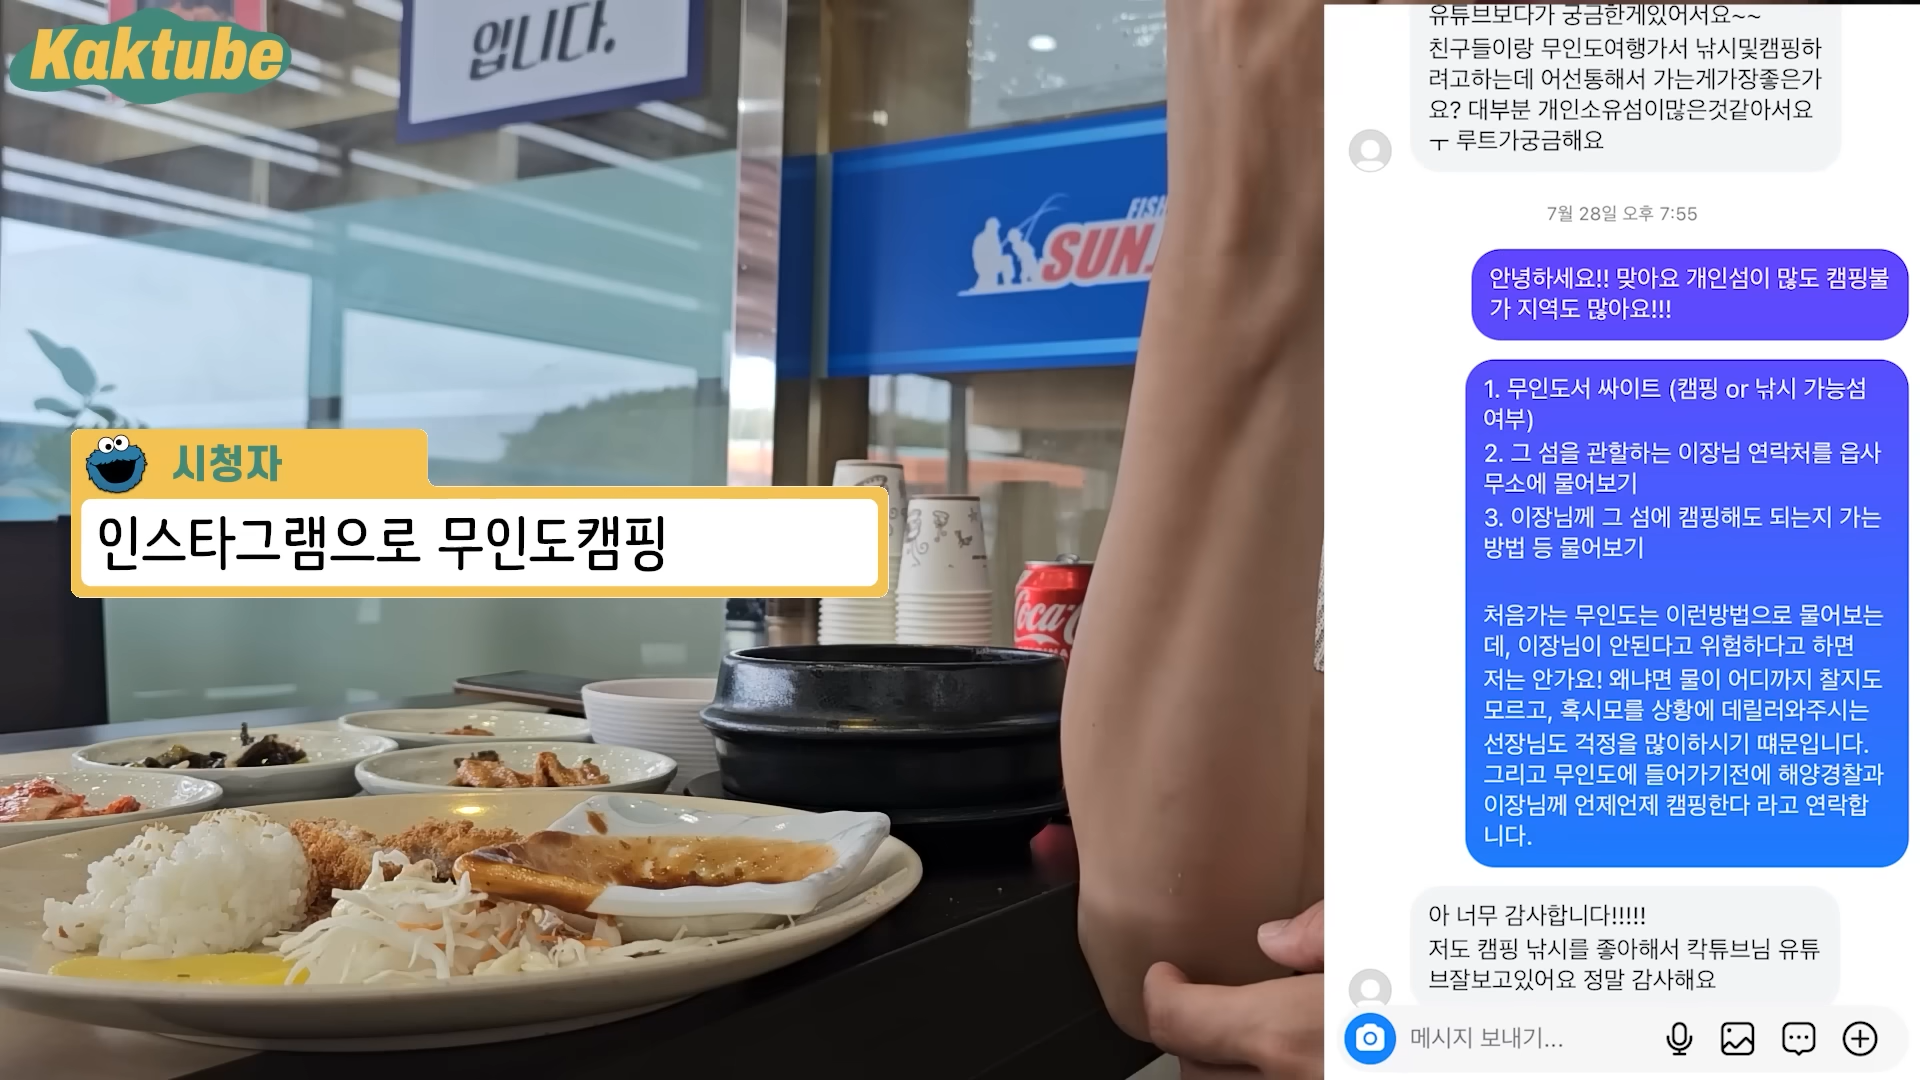 Kaktube
입니다.
FISH
SUN.
시청자
인스타그램으로 무인도캠핑
Coca-C
유튜브보다가 궁금한게있어서요~~
친구들이랑 무인도여행가서 낚시및캠핑하
려고하는데 어선통해서 가는게가장좋은가
요? 대부분 개인소유섬이많은것같아서요
ㅜ 루트가궁금해요
7월 28일 오후 7:55
안녕하세요!! 맞아요 개인섬이 많도 캠핑불
가 지역도 많아요!!!
1. 무인도서 싸이트 (캠핑 or 낚시 가능섬
여부)
2. 그 섬을 관할하는 이장님 연락처를 읍사
무소에 물어보기
3. 이장님께 그 섬에 캠핑해도 되는지 가는
방법 등 물어보기
처음가는 무인도는 이런방법으로 물어보는
데, 이장님이 안된다고 위험하다고 하면
저는 안가요! 왜냐면 물이 어디까지 찰지도
모르고, 혹시모를 상황에 데릴러와주시는
선장님도 걱정을 많이하시기 떄문입니다.
그리고 무인도에 들어가기전에 해양경찰과
이장님께 언제언제 캠핑한다 라고 연락합
니다.
아 너무 감사합니다!!!!!
저도 캠핑 낚시를 좋아해서 칵튜브님 유튜
브잘보고있어요 정말 감사해요
메시지 보내기...